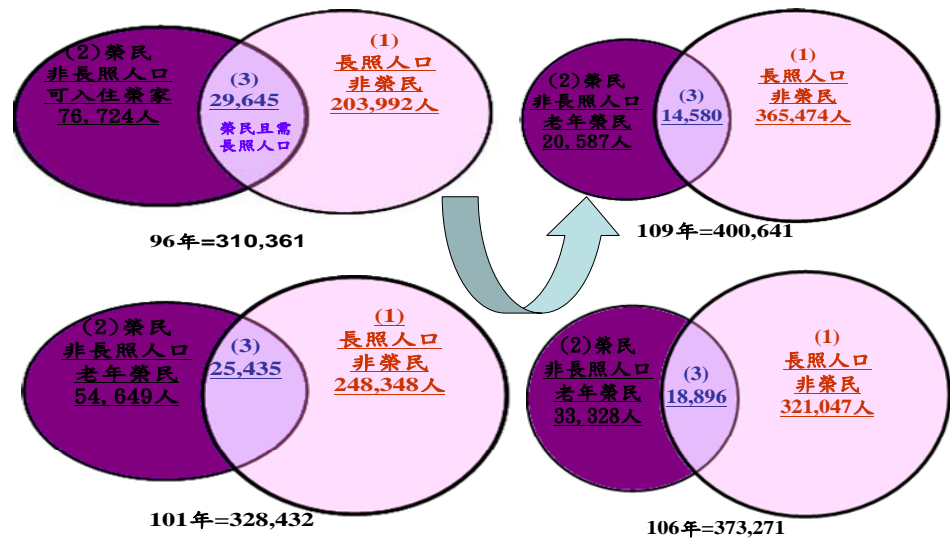 (2)榮民
非長照人口
可入住榮家
76,724人
(3)
29,645
榮民且需
長照人口
(1)
長照人口
非榮民
203,992人
96年=310,361
(2)榮民
非長照人口
老年榮民
20,587人
(3)
14,580
(1)
長照人口
非榮民
365,474人
109年=400,641
(2)榮民
非長照人口
老年榮民
54,649人
(3)
25,435
(1)
長照人口
非榮民
248,348人
101年=328,432
(2)榮民
非長照人口
老年榮民
33,328人
(3)
18,896
(1)
長照人口
非榮民
321,047人
106年=373,271